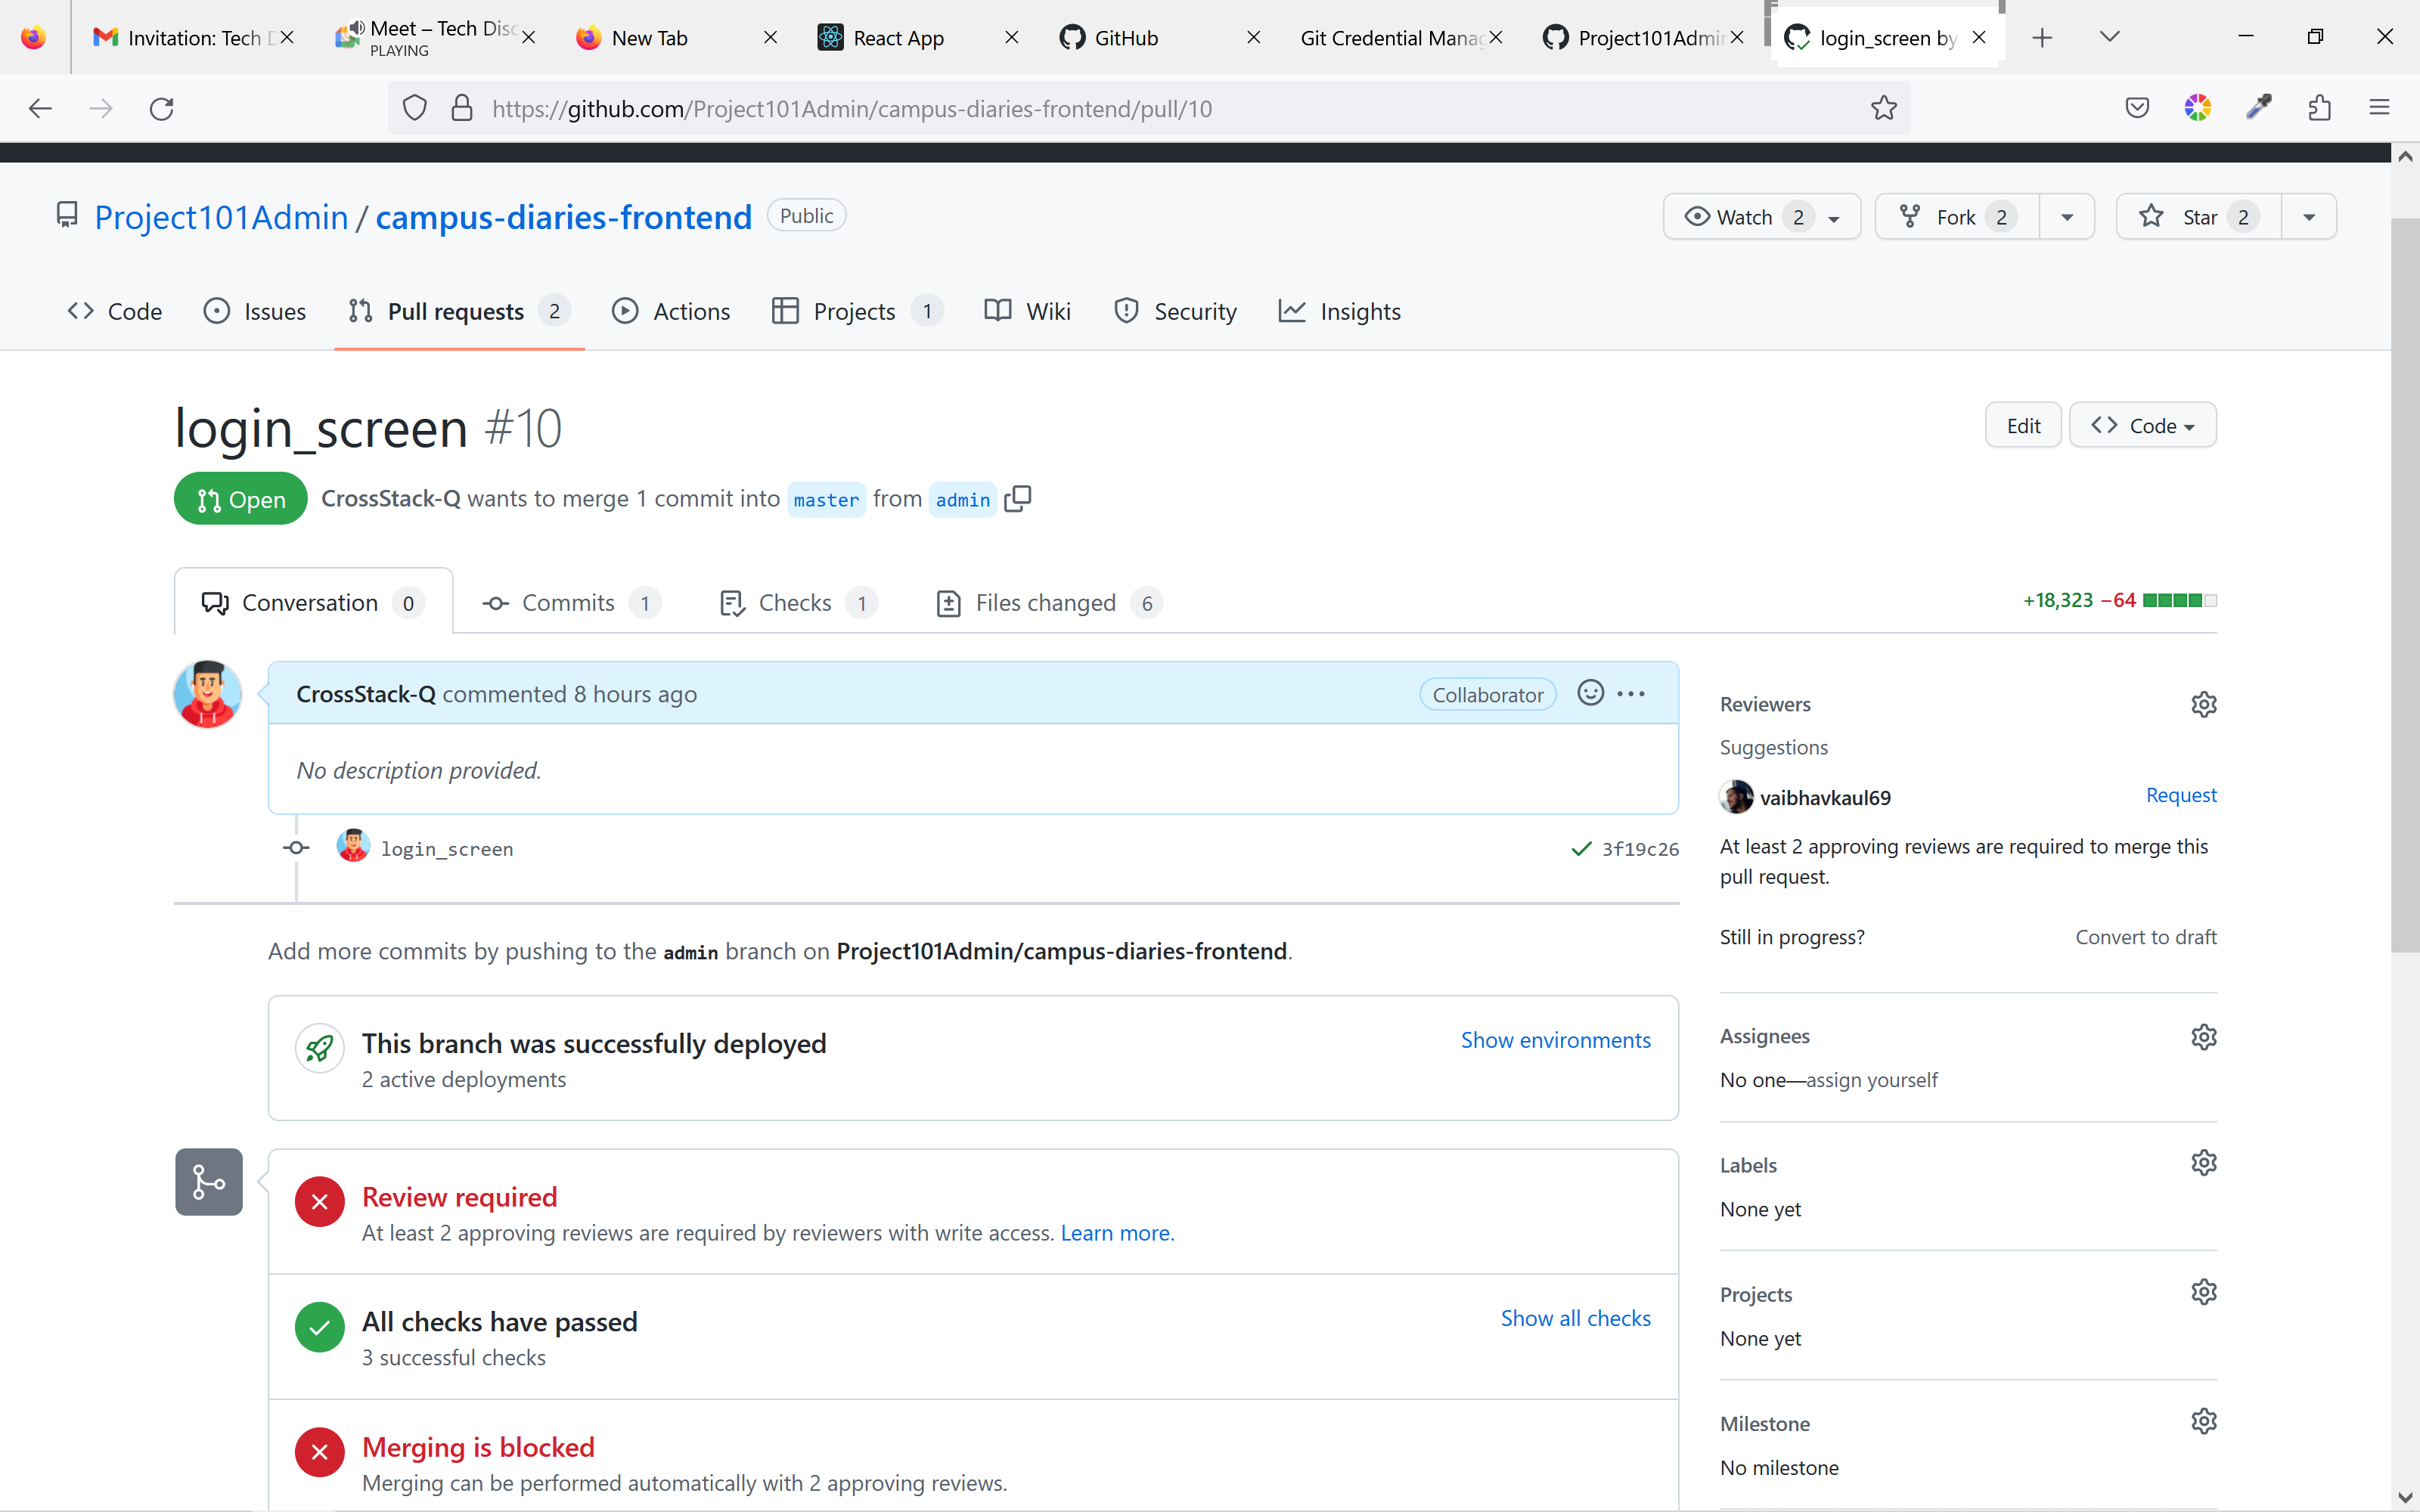 Invitation: Tech D
Meet – Tech Disc
PLAYING
New Tab
React App
GitHub
Git Credential Manag
Project101Admin
login_screen by
https://github.com/Project101Admin/campus-diaries-frontend/pull/10
Project101Admin / campus-diaries-frontend Public
Watch 2
Fork 2
Star 2
Code
Issues
Pull requests 2
Actions
Projects 1
Wiki
Security
Insights
login_screen #10
Edit
Code
Open
CrossStack-Q wants to merge 1 commit into master from admin
Conversation 0
Commits 1
Checks 1
Files changed 6
+18,323 −64
CrossStack-Q commented 8 hours ago
Collaborator
No description provided.
login_screen
3f19c26
Add more commits by pushing to the admin branch on Project101Admin/campus-diaries-frontend.
This branch was successfully deployed
Show environments
2 active deployments
Review required
At least 2 approving reviews are required by reviewers with write access. Learn more.
All checks have passed
Show all checks
3 successful checks
Merging is blocked
Merging can be performed automatically with 2 approving reviews.
Reviewers
Suggestions
vaibhavkaul69
Request
At least 2 approving reviews are required to merge this
pull request.
Still in progress?
Convert to draft
Assignees
No one—assign yourself
Labels
None yet
Projects
None yet
Milestone
No milestone